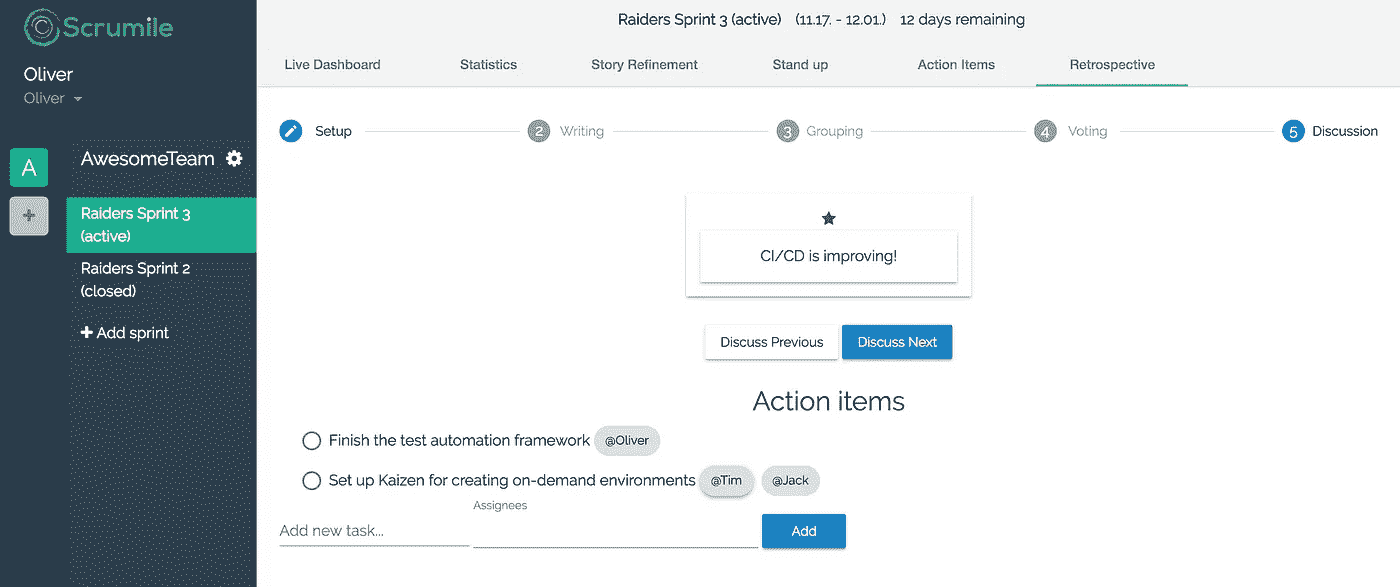 Scrumile
Oliver
Oliver
A
AwesomeTeam
+
Raiders Sprint 3
(active)
Raiders Sprint 2
(closed)
+ Add sprint
Raiders Sprint 3 (active) (11.17. - 12.01.) 12 days remaining
Live Dashboard Statistics Story Refinement Stand up Action Items Retrospective
Setup 2 Writing 3 Grouping 4 Voting 5 Discussion
CI/CD is improving!
Discuss Previous Discuss Next
Action items
Finish the test automation framework @Oliver
Set up Kaizen for creating on-demand environments @Tim @Jack
Assignees
Add new task... Add